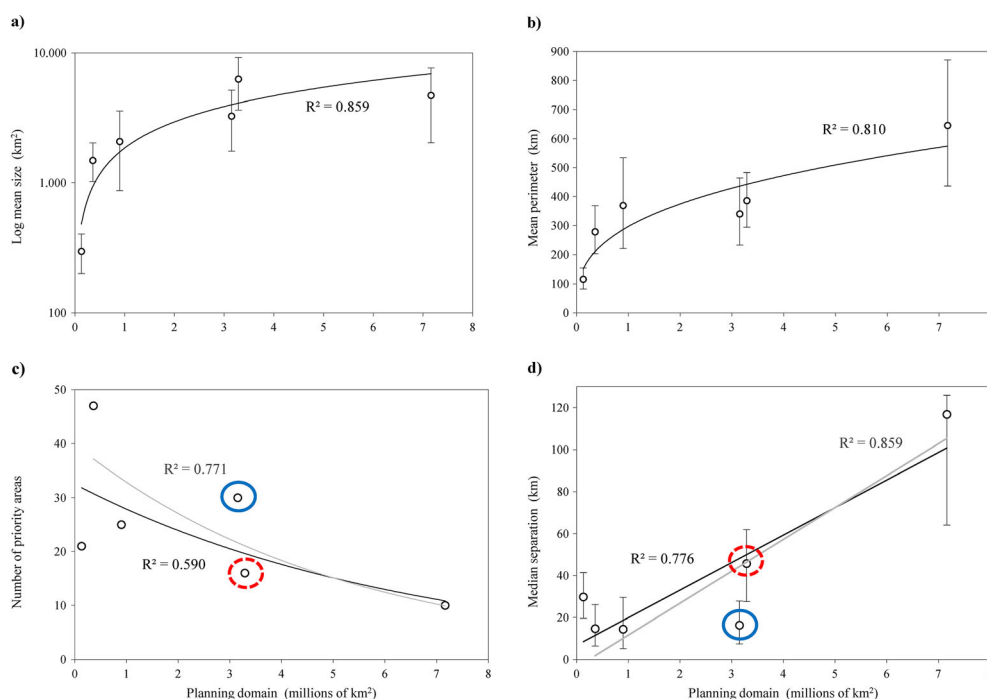 a)
10.000
1.000
100
Log mean size (km²)
R² = 0.859
0 1 2 3 4 5 6 7 8
b)
900
800
700
600
500
400
300
200
100
0
Mean perimeter (km)
R² = 0.810
0 1 2 3 4 5 6 7
c)
50
40
30
20
10
0
Number of priority areas
R² = 0.771
R² = 0.590
0 1 2 3 4 5 6 7 8
Planning domain (millions of km²)
d)
120
100
80
60
40
20
0
Median separation (km)
R² = 0.859
R² = 0.776
0 1 2 3 4 5 6 7
Planning domain (millions of km²)